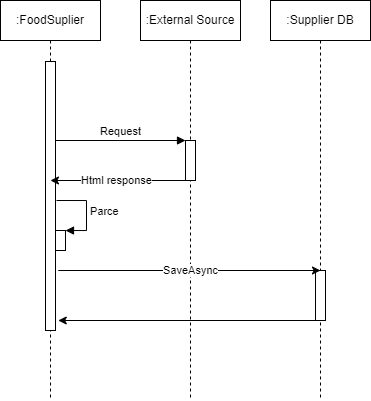 :FoodSuplier
:External Source
:Supplier DB
Request
Html response
Parce
SaveAsync